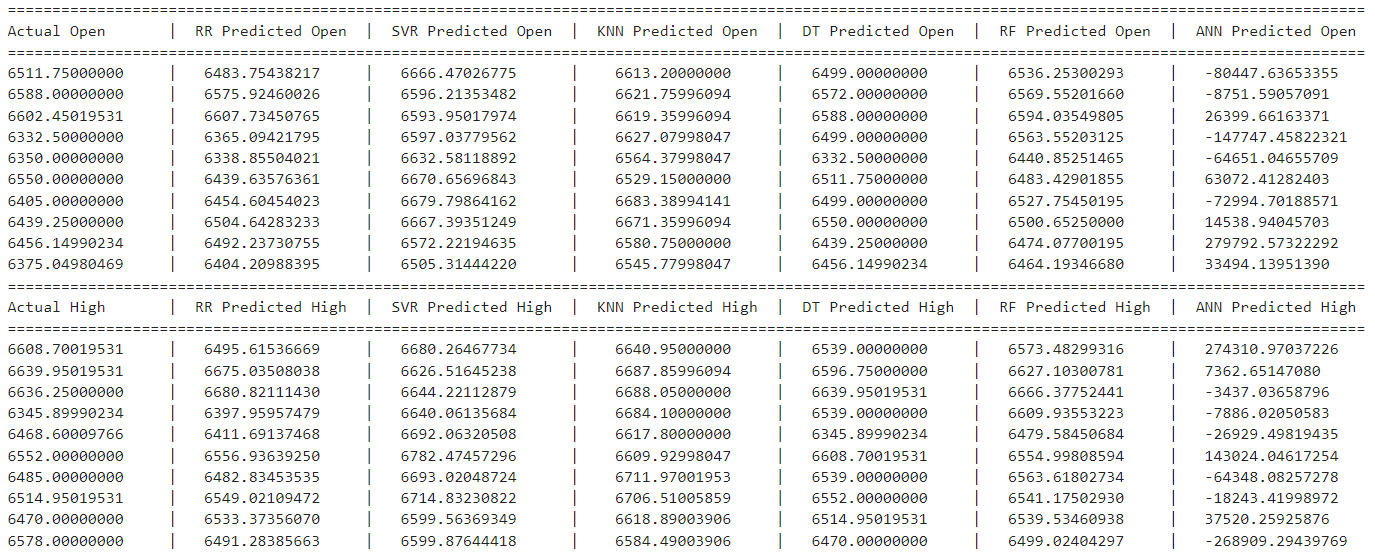 =======================================================================================================================================================
Actual Open | RR Predicted Open | SVR Predicted Open | KNN Predicted Open | DT Predicted Open | RF Predicted Open | ANN Predicted Open
=======================================================================================================================================================
6511.75000000 | 6483.75438217 | 6666.47026775 | 6613.20000000 | 6499.00000000 | 6536.25300293 | -80447.63653355
6588.00000000 | 6575.92460026 | 6596.21353482 | 6621.75996094 | 6572.00000000 | 6569.55201660 | -8751.59057091
6602.45019531 | 6607.73450765 | 6593.95017974 | 6619.35996094 | 6588.00000000 | 6594.03549805 | 26399.66163371
6332.50000000 | 6365.09421795 | 6597.03779562 | 6627.07998047 | 6499.00000000 | 6563.55203125 | -147747.45822321
6350.00000000 | 6338.85504021 | 6632.58118892 | 6564.37998047 | 6332.50000000 | 6440.85251465 | -64651.04655709
6550.00000000 | 6439.63576361 | 6670.65696843 | 6529.15000000 | 6511.75000000 | 6483.42901855 | 63072.41282403
6405.00000000 | 6454.60454023 | 6679.79864162 | 6683.38994141 | 6499.00000000 | 6527.75450195 | -72994.70188571
6439.25000000 | 6504.64283233 | 6667.39351249 | 6671.35996094 | 6550.00000000 | 6500.65250000 | 14538.94045703
6456.14990234 | 6492.23730755 | 6572.22194635 | 6580.75000000 | 6439.25000000 | 6474.07700195 | 279792.57322292
6375.04980469 | 6404.20988395 | 6505.31444220 | 6545.77998047 | 6456.14990234 | 6464.19346680 | 33494.13951390
=======================================================================================================================================================
Actual High | RR Predicted High | SVR Predicted High | KNN Predicted High | DT Predicted High | RF Predicted High | ANN Predicted High
=======================================================================================================================================================
6608.70019531 | 6495.61536669 | 6680.26467734 | 6640.95000000 | 6539.00000000 | 6573.48299316 | 274310.97037226
6639.95019531 | 6675.03508038 | 6626.51645238 | 6687.85996094 | 6596.75000000 | 6627.10300781 | 7362.65147080
6636.25000000 | 6680.82111430 | 6644.22112879 | 6688.05000000 | 6639.95019531 | 6666.37752441 | -3437.03658796
6345.89990234 | 6397.95957479 | 6640.06135684 | 6684.10000000 | 6539.00000000 | 6609.93553223 | -7886.02050583
6468.60009766 | 6411.69137468 | 6692.06320508 | 6617.80000000 | 6345.89990234 | 6479.58450684 | -26929.49819435
6552.00000000 | 6556.93639250 | 6782.47457296 | 6609.92998047 | 6608.70019531 | 6554.99808594 | 143024.04617254
6485.00000000 | 6482.83453535 | 6693.02048724 | 6711.97001953 | 6539.00000000 | 6563.61802734 | -64348.08257278
6514.95019531 | 6549.02109472 | 6714.83230822 | 6706.51005859 | 6552.00000000 | 6541.17502930 | -18243.41998972
6470.00000000 | 6533.37356070 | 6599.56369349 | 6618.89003906 | 6514.95019531 | 6539.53460938 | 37520.25925876
6578.00000000 | 6491.28385663 | 6599.87644418 | 6584.49003906 | 6470.00000000 | 6499.02404297 | -268909.29439769